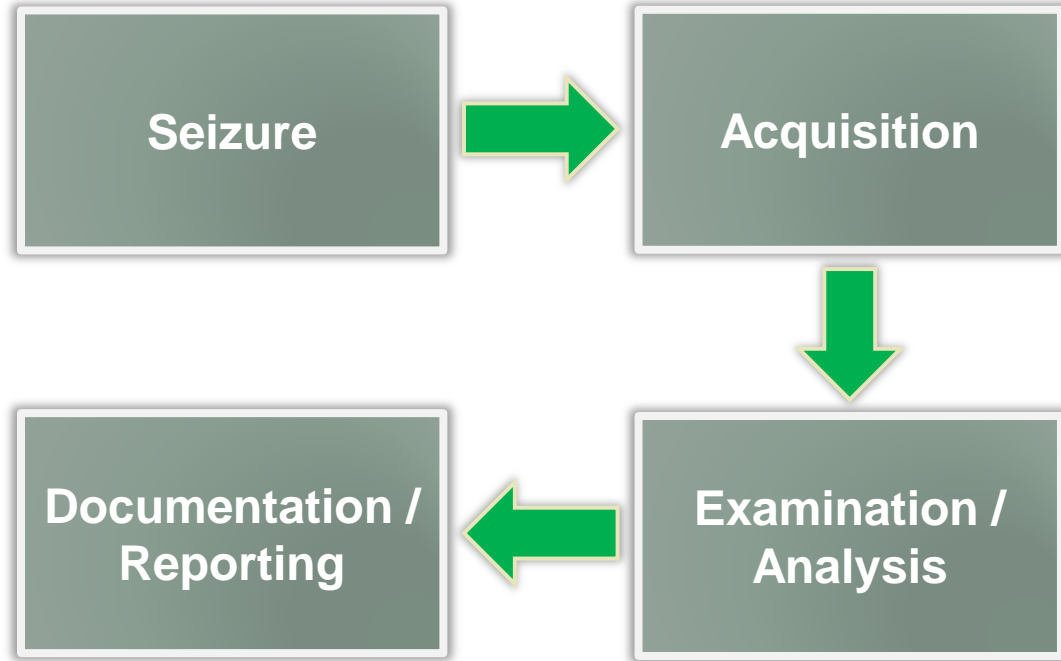 Seizure
Acquisition
Examination /
Analysis
Documentation /
Reporting